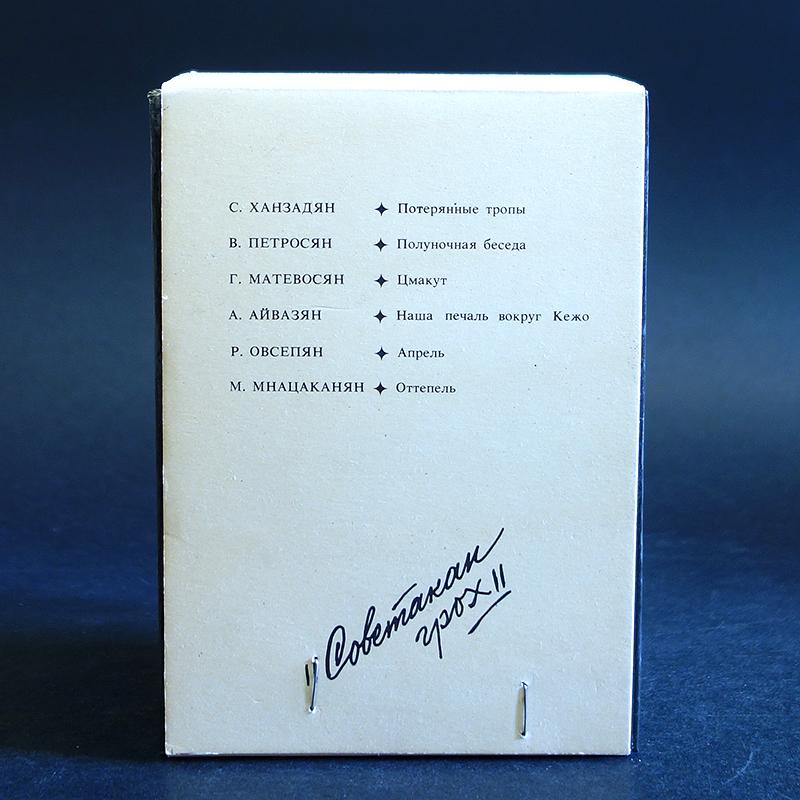 С. ХАНЗАДЯН ✦ Потерянные тропы
В. ПЕТРОСЯН ✦ Полуночная беседа
Г. МАТЕВОСЯН ✦ Цмакут
А. АЙВАЗЯН ✦ Наша печаль вокруг Кежо
Р. ОВСЕПЯН ✦ Апрель
М. МНАЦАКАНЯН ✦ Оттепель
"Советакан
грох"